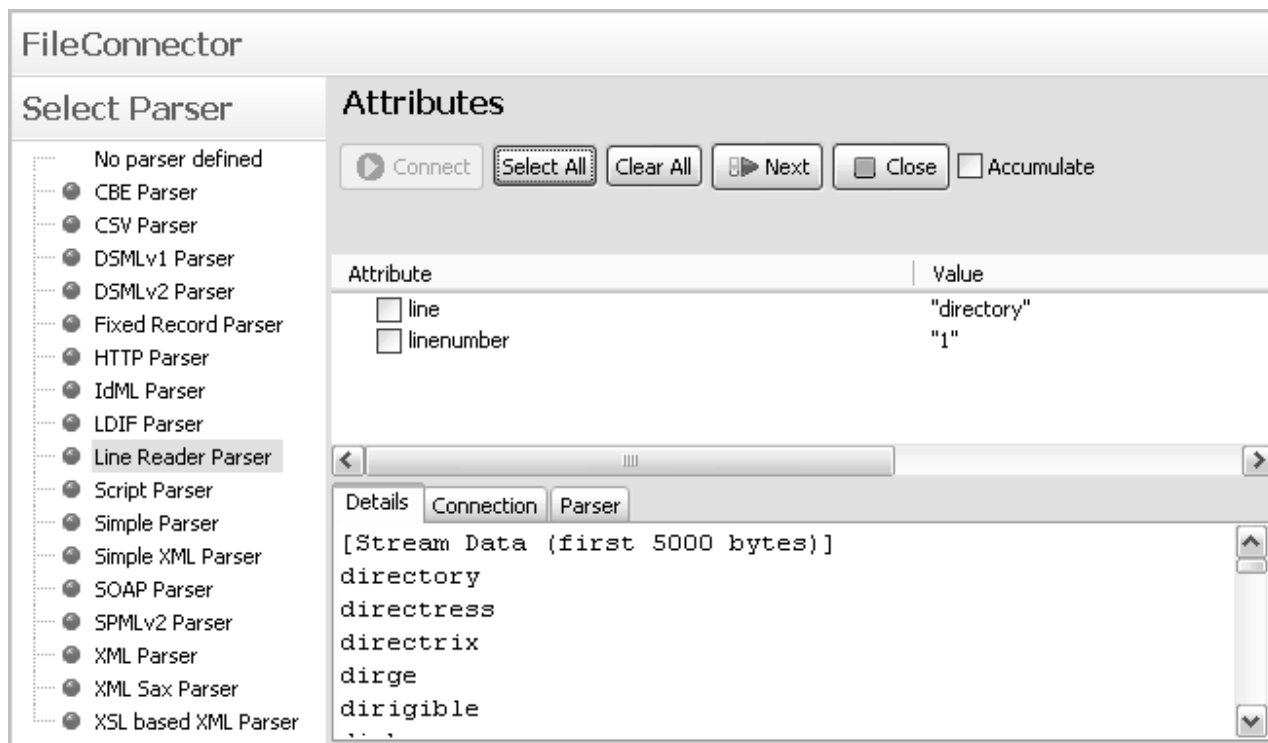 FileConnector
Select Parser
No parser defined
CBE Parser
CSV Parser
DSMLv1 Parser
DSMLv2 Parser
Fixed Record Parser
HTTP Parser
IdML Parser
LDIF Parser
Line Reader Parser
Script Parser
Simple Parser
Simple XML Parser
SOAP Parser
SPMLv2 Parser
XML Parser
XML Sax Parser
XSL based XML Parser
Attributes
Connect Select All Clear All Next Close Accumulate
Attribute Value
line "directory"
linenumber "1"
Details Connection Parser
[Stream Data (first 5000 bytes)]
directory
directress
directrix
dirge
dirigible